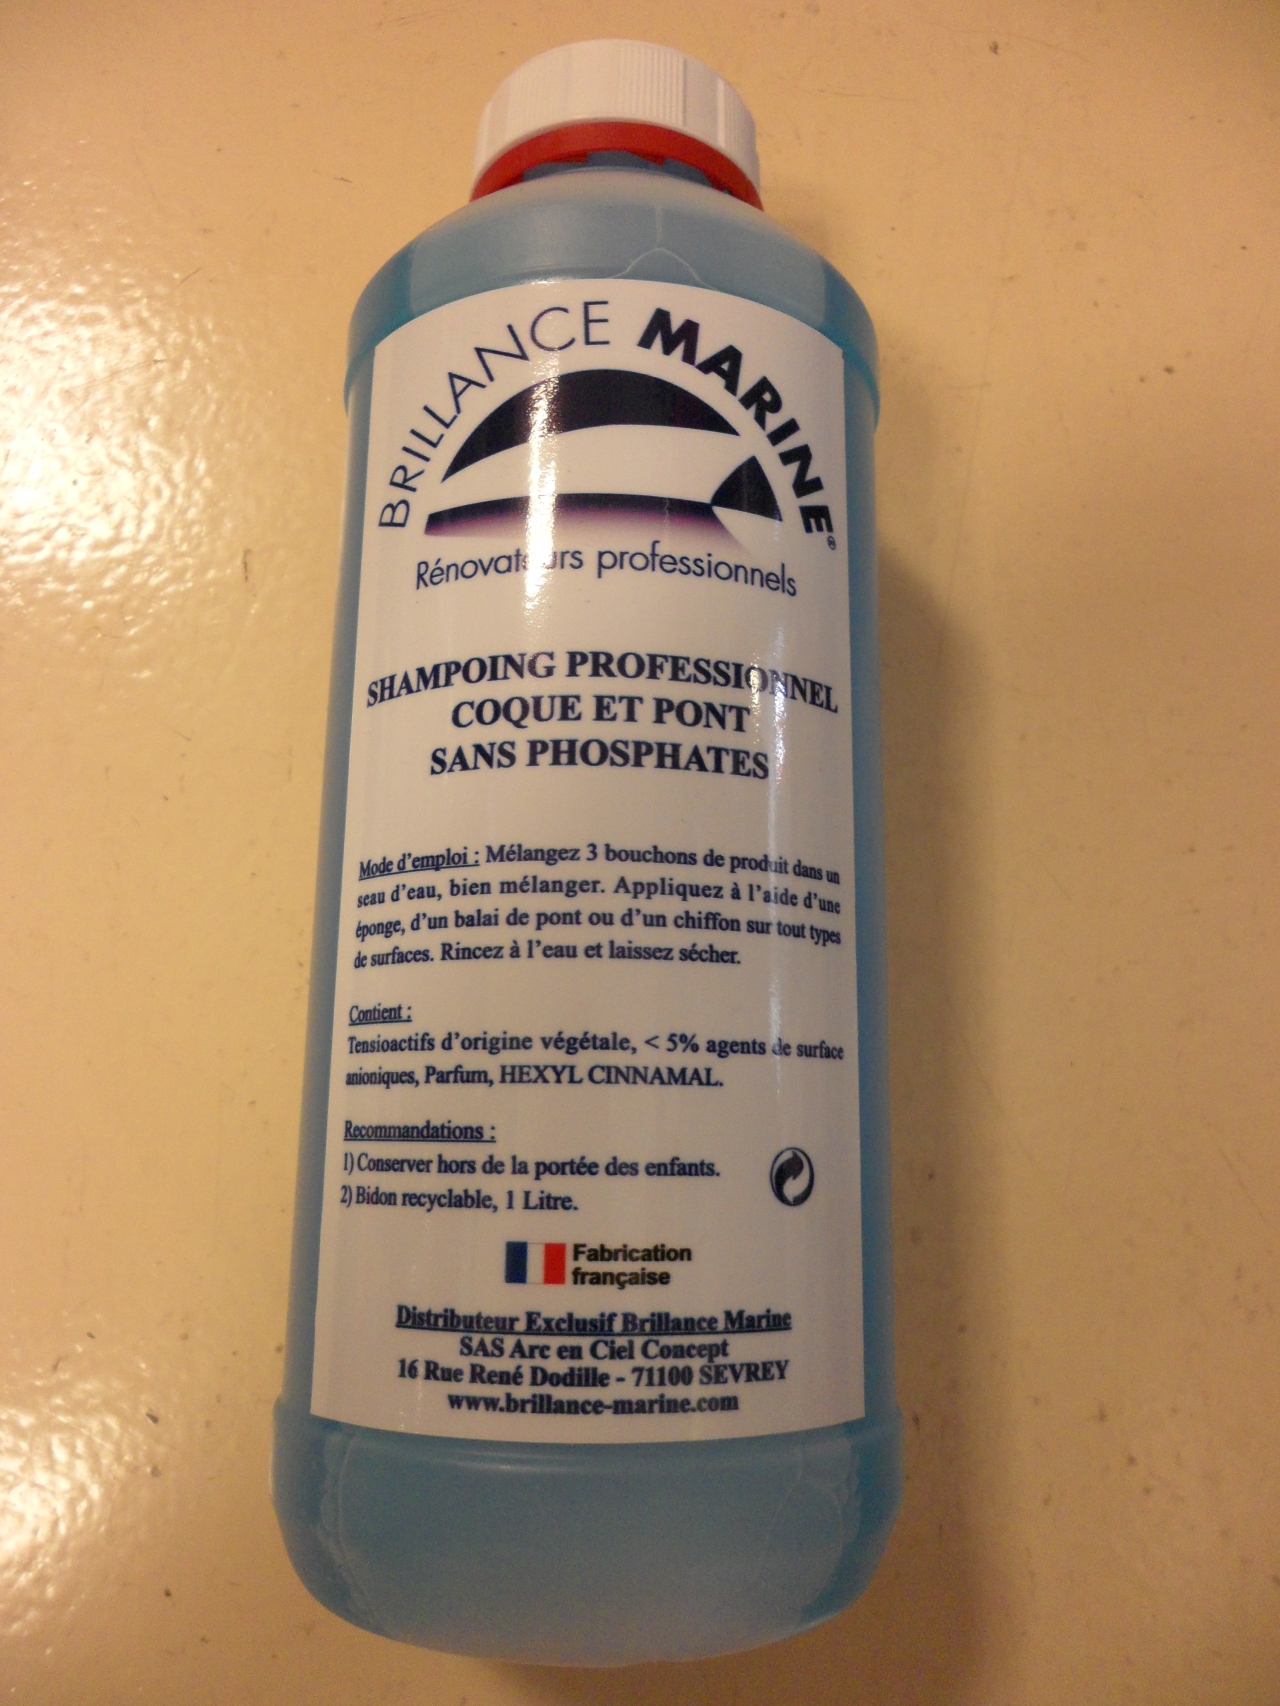 BRILLANCE MARINE®
Rénovateurs professionnels
SHAMPOING PROFESSIONNEL
COQUE ET PONT
SANS PHOSPHATES
Mode d'emploi : Mélangez 3 bouchons de produit dans un
seau d'eau, bien mélanger. Appliquez à l'aide d'une
éponge, d'un balai de pont ou d'un chiffon sur tout types
de surfaces. Rincez à l'eau et laissez sécher.
Contient :
Tensioactifs d'origine végétale, < 5% agents de surface
anioniques, Parfum, HEXYL CINNAMAL.
Recommandations :
1) Conserver hors de la portée des enfants.
2) Bidon recyclable, 1 Litre.
Fabrication
française
Distributeur Exclusif Brillance Marine
SAS Arc en Ciel Concept
16 Rue René Dodille - 71100 SEVREY
www.brillance-marine.com